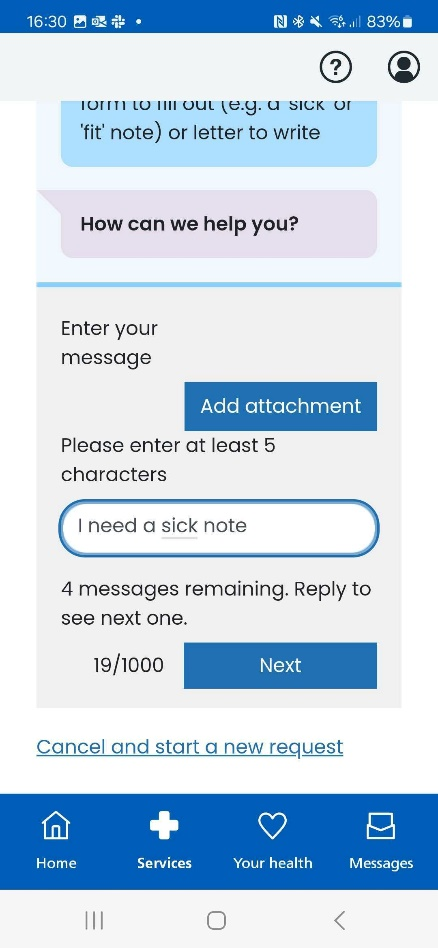 16:30
83%
?
form to fill out (e.g. a 'sick' or
'fit' note) or letter to write
How can we help you?
Enter your
message
Add attachment
Please enter at least 5
characters
I need a sick note
4 messages remaining. Reply to
see next one.
19/1000
Next
Cancel and start a new request
Home
Services
Your health
Messages